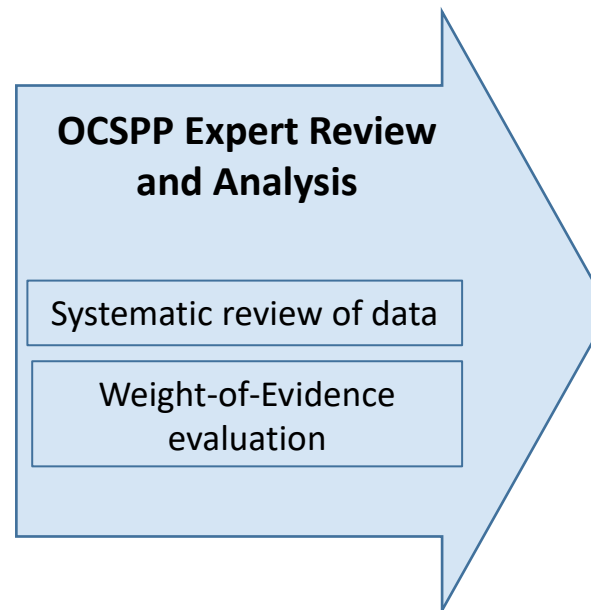 OCSPP Expert Review
and Analysis
Systematic review of data
Weight-of-Evidence
evaluation